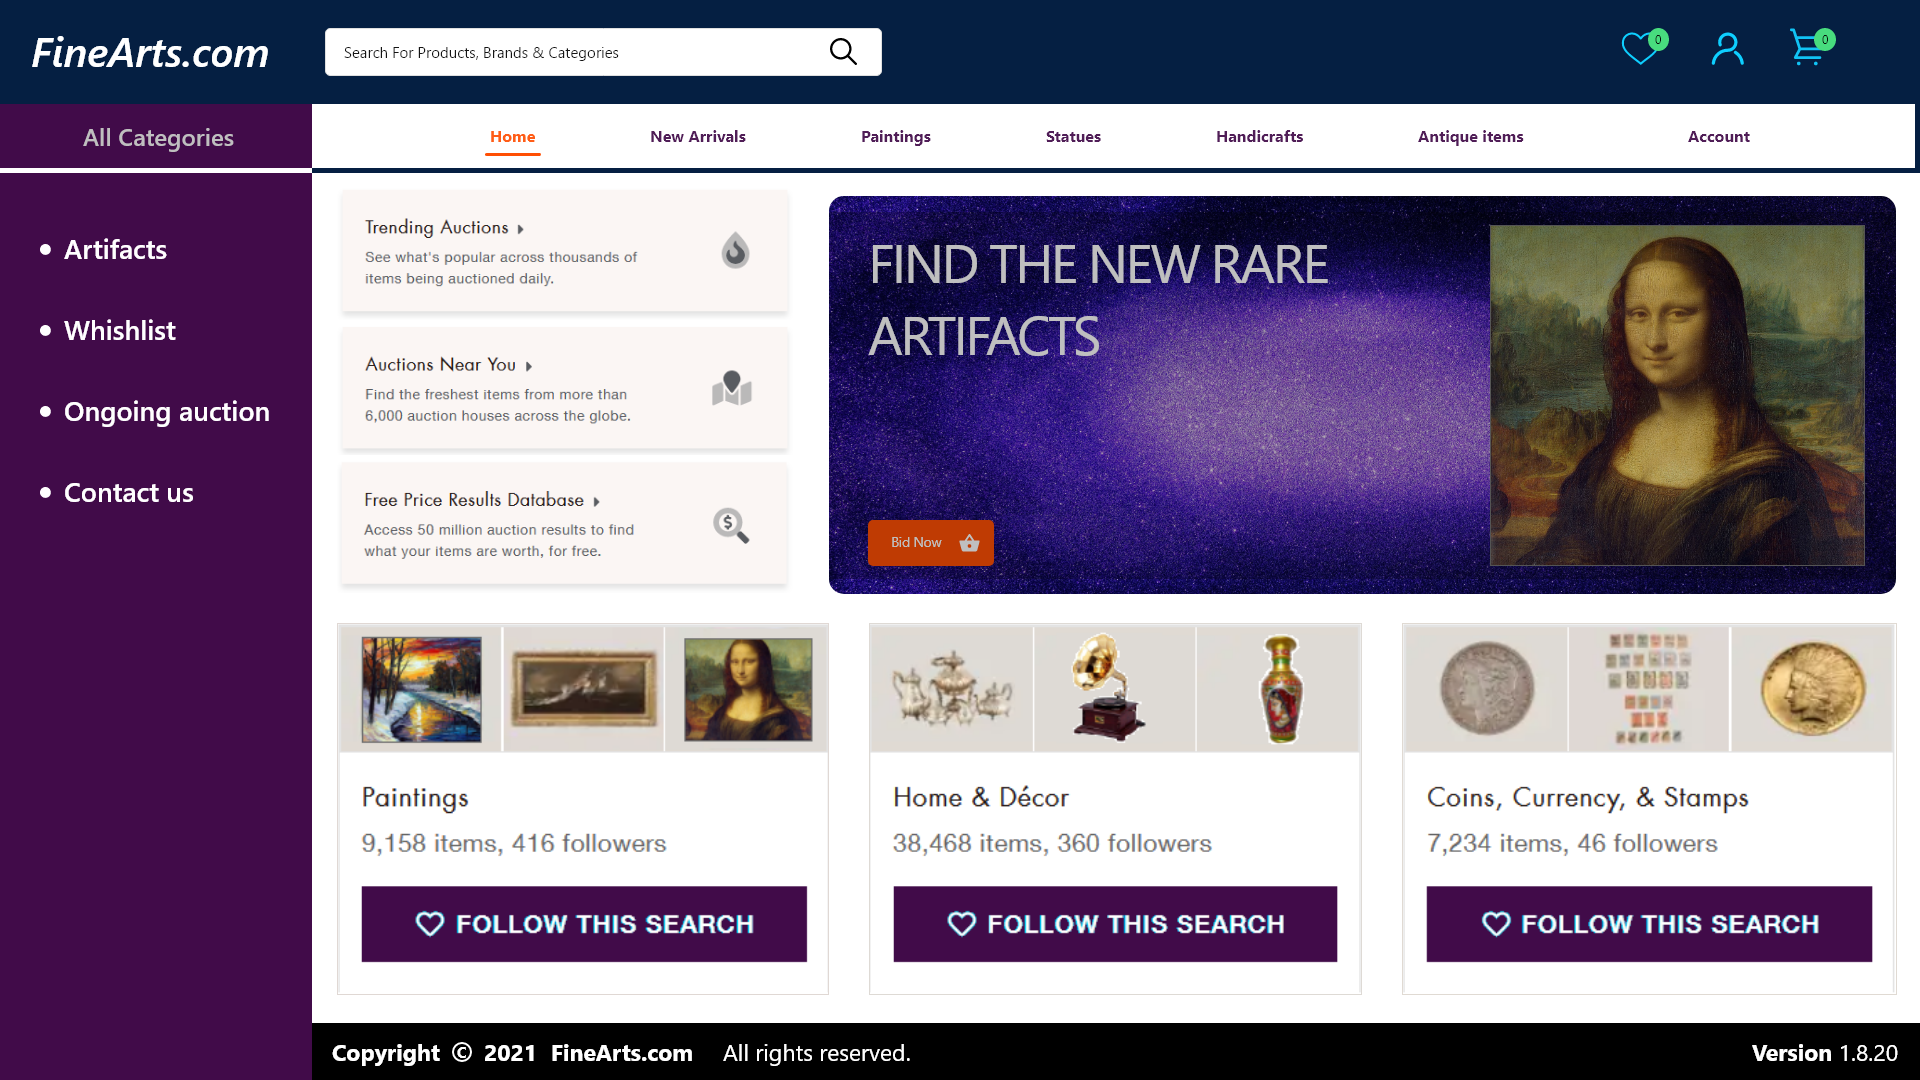 FineArts.com
Search For Products, Brands & Categories
0
0
All Categories
Home
New Arrivals
Paintings
Statues
Handicrafts
Antique items
Account
Artifacts
Whishlist
Ongoing auction
Contact us
Trending Auctions
See what's popular across thousands of
items being auctioned daily.
Auctions Near You
Find the freshest items from more than
6,000 auction houses across the globe.
Free Price Results Database
Access 50 million auction results to find
what your items are worth, for free.
$
FIND THE NEW RARE
ARTIFACTS
Bid Now
Paintings
9,158 items, 416 followers
FOLLOW THIS SEARCH
Home & Décor
38,468 items, 360 followers
FOLLOW THIS SEARCH
Coins, Currency, & Stamps
7,234 items, 46 followers
FOLLOW THIS SEARCH
Copyright © 2021 FineArts.com All rights reserved.
Version 1.8.20